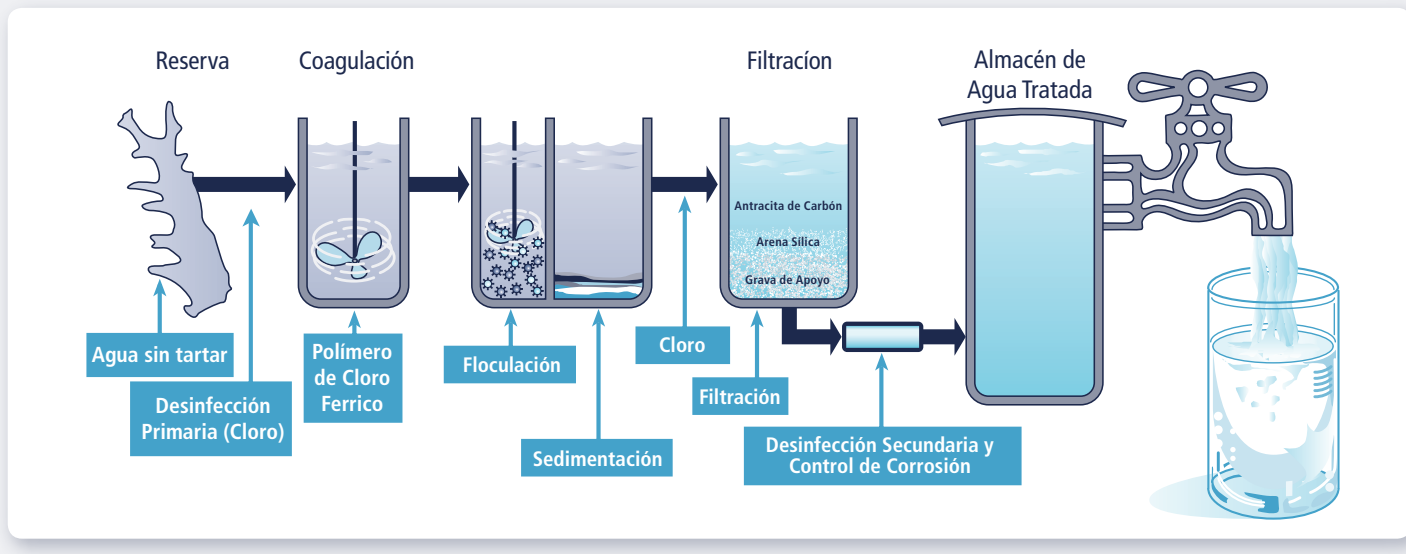 Reserva
Coagulación
Filtracíon
Almacén de
Agua Tratada
Antracita de Carbón
Arena Silica
Grava de Apoyo
Agua sin tartar
Desinfección
Primaria (Cloro)
Polímero
de Cloro
Ferrico
Floculación
Sedimentación
Cloro
Filtración
Desinfección Secundaria y
Control de Corrosión